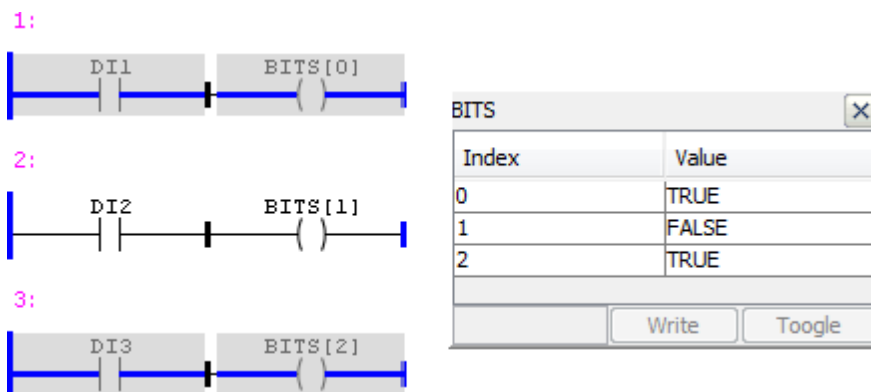 1:
DI1 BITS[0]
2:
DI2 BITS[1]
3:
DI3 BITS[2]
BITS
Index Value
0 TRUE
1 FALSE
2 TRUE
Write Toogle